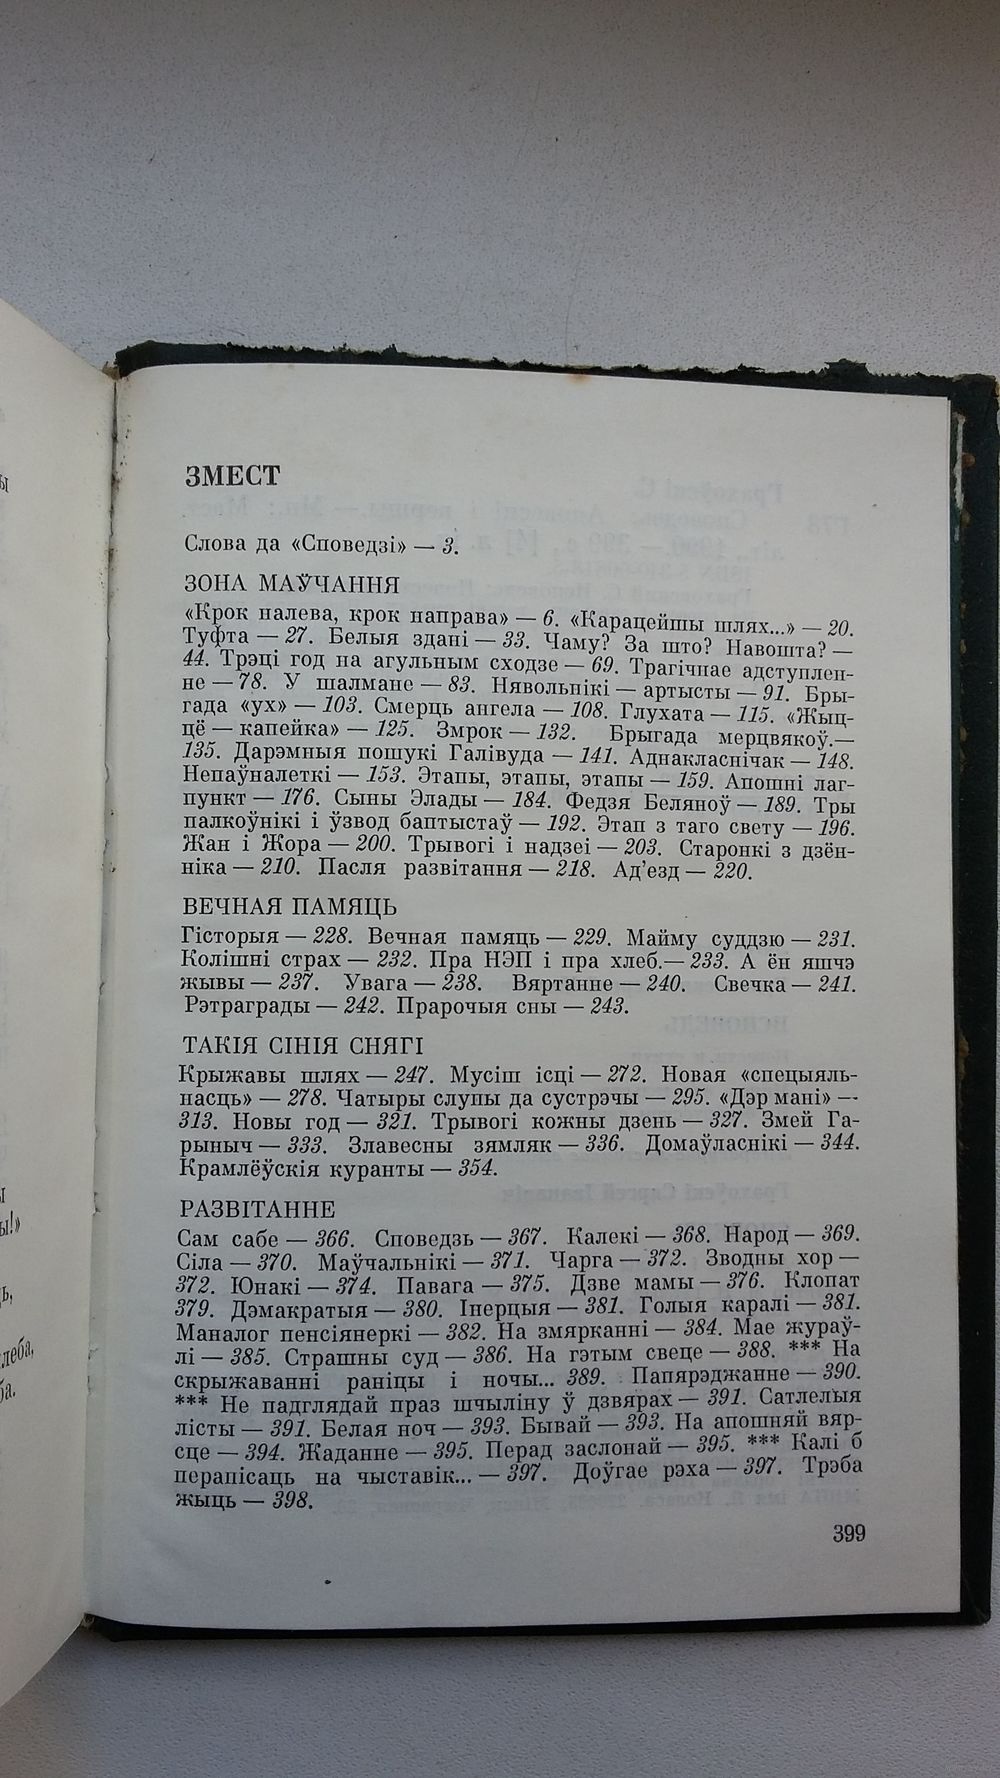 ЗМЕСТ
Слова да «Споведзі» — 3.
ЗОНА МАЎЧАННЯ
«Крок налева, крок направа» — 6. «Карацейшы шлях...» — 20.
Туфта — 27. Белыя здані — 33. Чаму? За што? Навошта? —
44. Трэці год на агульным сходзе — 69. Трагічнае адступлен-
не — 78. У шалмане — 83. Нявольнікі — артысты — 91. Бры-
гада «ух» — 103. Смерць ангела — 108. Глухата — 115. «Жыц-
цё — капейка» — 125. Змрок — 132. Брыгада мерцвякоў.—
135. Дарэмныя пошукі Галівуда — 141. Аднакласнічак — 148.
Непаўналеткі — 153. Этапы, этапы, этапы — 159. Апошні лаг-
пункт — 176. Сыны Элады — 184. Федзя Беляноў — 189. Тры
палкоўнікі і ўзвод баптыстаў — 192. Этап з таго свету — 196.
Жан і Жора — 200. Трывогі і надзеі — 203. Старонкі з дзён-
ніка — 210. Пасля развітання — 218. Ад'езд — 220.
ВЕЧНАЯ ПАМЯЦЬ
Гісторыя — 228. Вечная памяць — 229. Майму суддзю — 231.
Колішні страх — 232. Пра НЭП і пра хлеб.— 233. А ён яшчэ
жывы — 237. Увага — 238. Вяртанне — 240. Свечка — 241.
Рэтраграды — 242. Прарочыя сны — 243.
ТАКІЯ СІНІЯ СНЯГІ
Крыжавы шлях — 247. Мусіш ісці — 272. Новая «спецыяль-
насць» — 278. Чатыры слупы да сустрэчы — 295. «Дэр мані» —
313. Новы год — 321. Трывогі кожны дзень — 327. Змей Га-
рыныч — 333. Злавесны зямляк — 336. Домаўласнікі — 344.
Крамлёўскія куранты — 354.
РАЗВІТАННЕ
Сам сабе — 366. Споведзь — 367. Калекі — 368. Народ — 369.
Сіла — 370. Маўчальнікі — 371. Чарга — 372. Зводны хор —
372. Юнакі — 374. Павага — 375. Дзве мамы — 376. Клопат
379. Дэмакратыя — 380. Інерцыя — 381. Голыя каралі — 381.
Маналог пенсіянеркі — 382. На змярканні — 384. Мае жураў-
лі — 385. Страшны суд — 386. На гэтым свеце — 388. *** На
скрыжаванні раніцы і ночы... 389. Папярэджанне — 390.
*** Не падглядай праз шчыліну ў дзвярах — 391. Сатлелыя
лісты — 391. Белая ноч — 393. Бывай — 393. На апошняй вяр-
сце — 394. Жаданне — 395. Перад заслонай — 395. *** Калі б
перапісаць на чыставік... — 397. Доўгае рэха — 397. Трэба
жыць — 398.
399